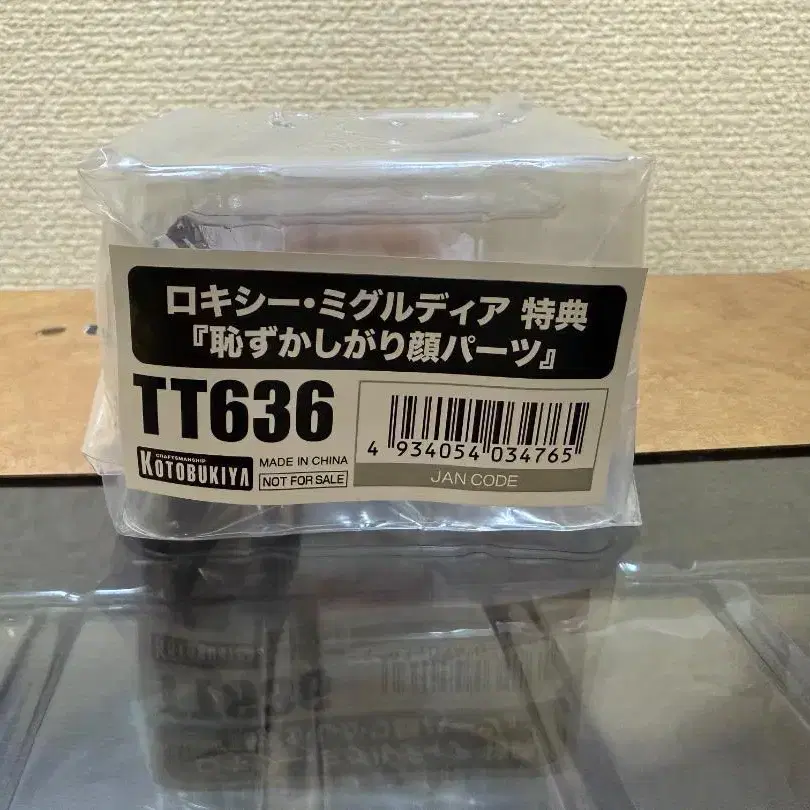 ロキシー・ミグルディア 特典
『恥ずかしがり顔パーツ』
TT636
CRAFTSMANSHIP
KOTOBUKIYA
MADE IN CHINA
NOT FOR SALE
4 934054 034765
JAN CODE